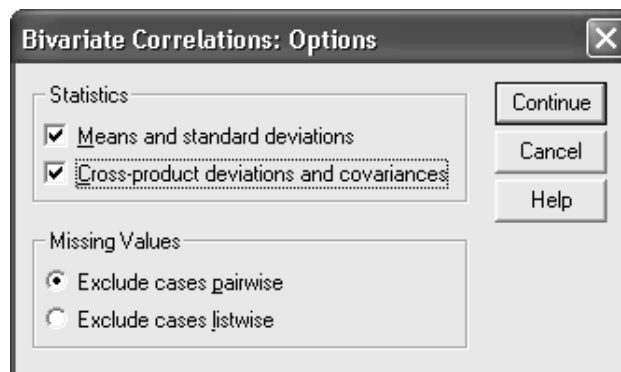 Bivariate Correlations: Options
Statistics
Means and standard deviations
Cross-product deviations and covariances
Missing Values
Exclude cases pairwise
Exclude cases listwise
Continue
Cancel
Help